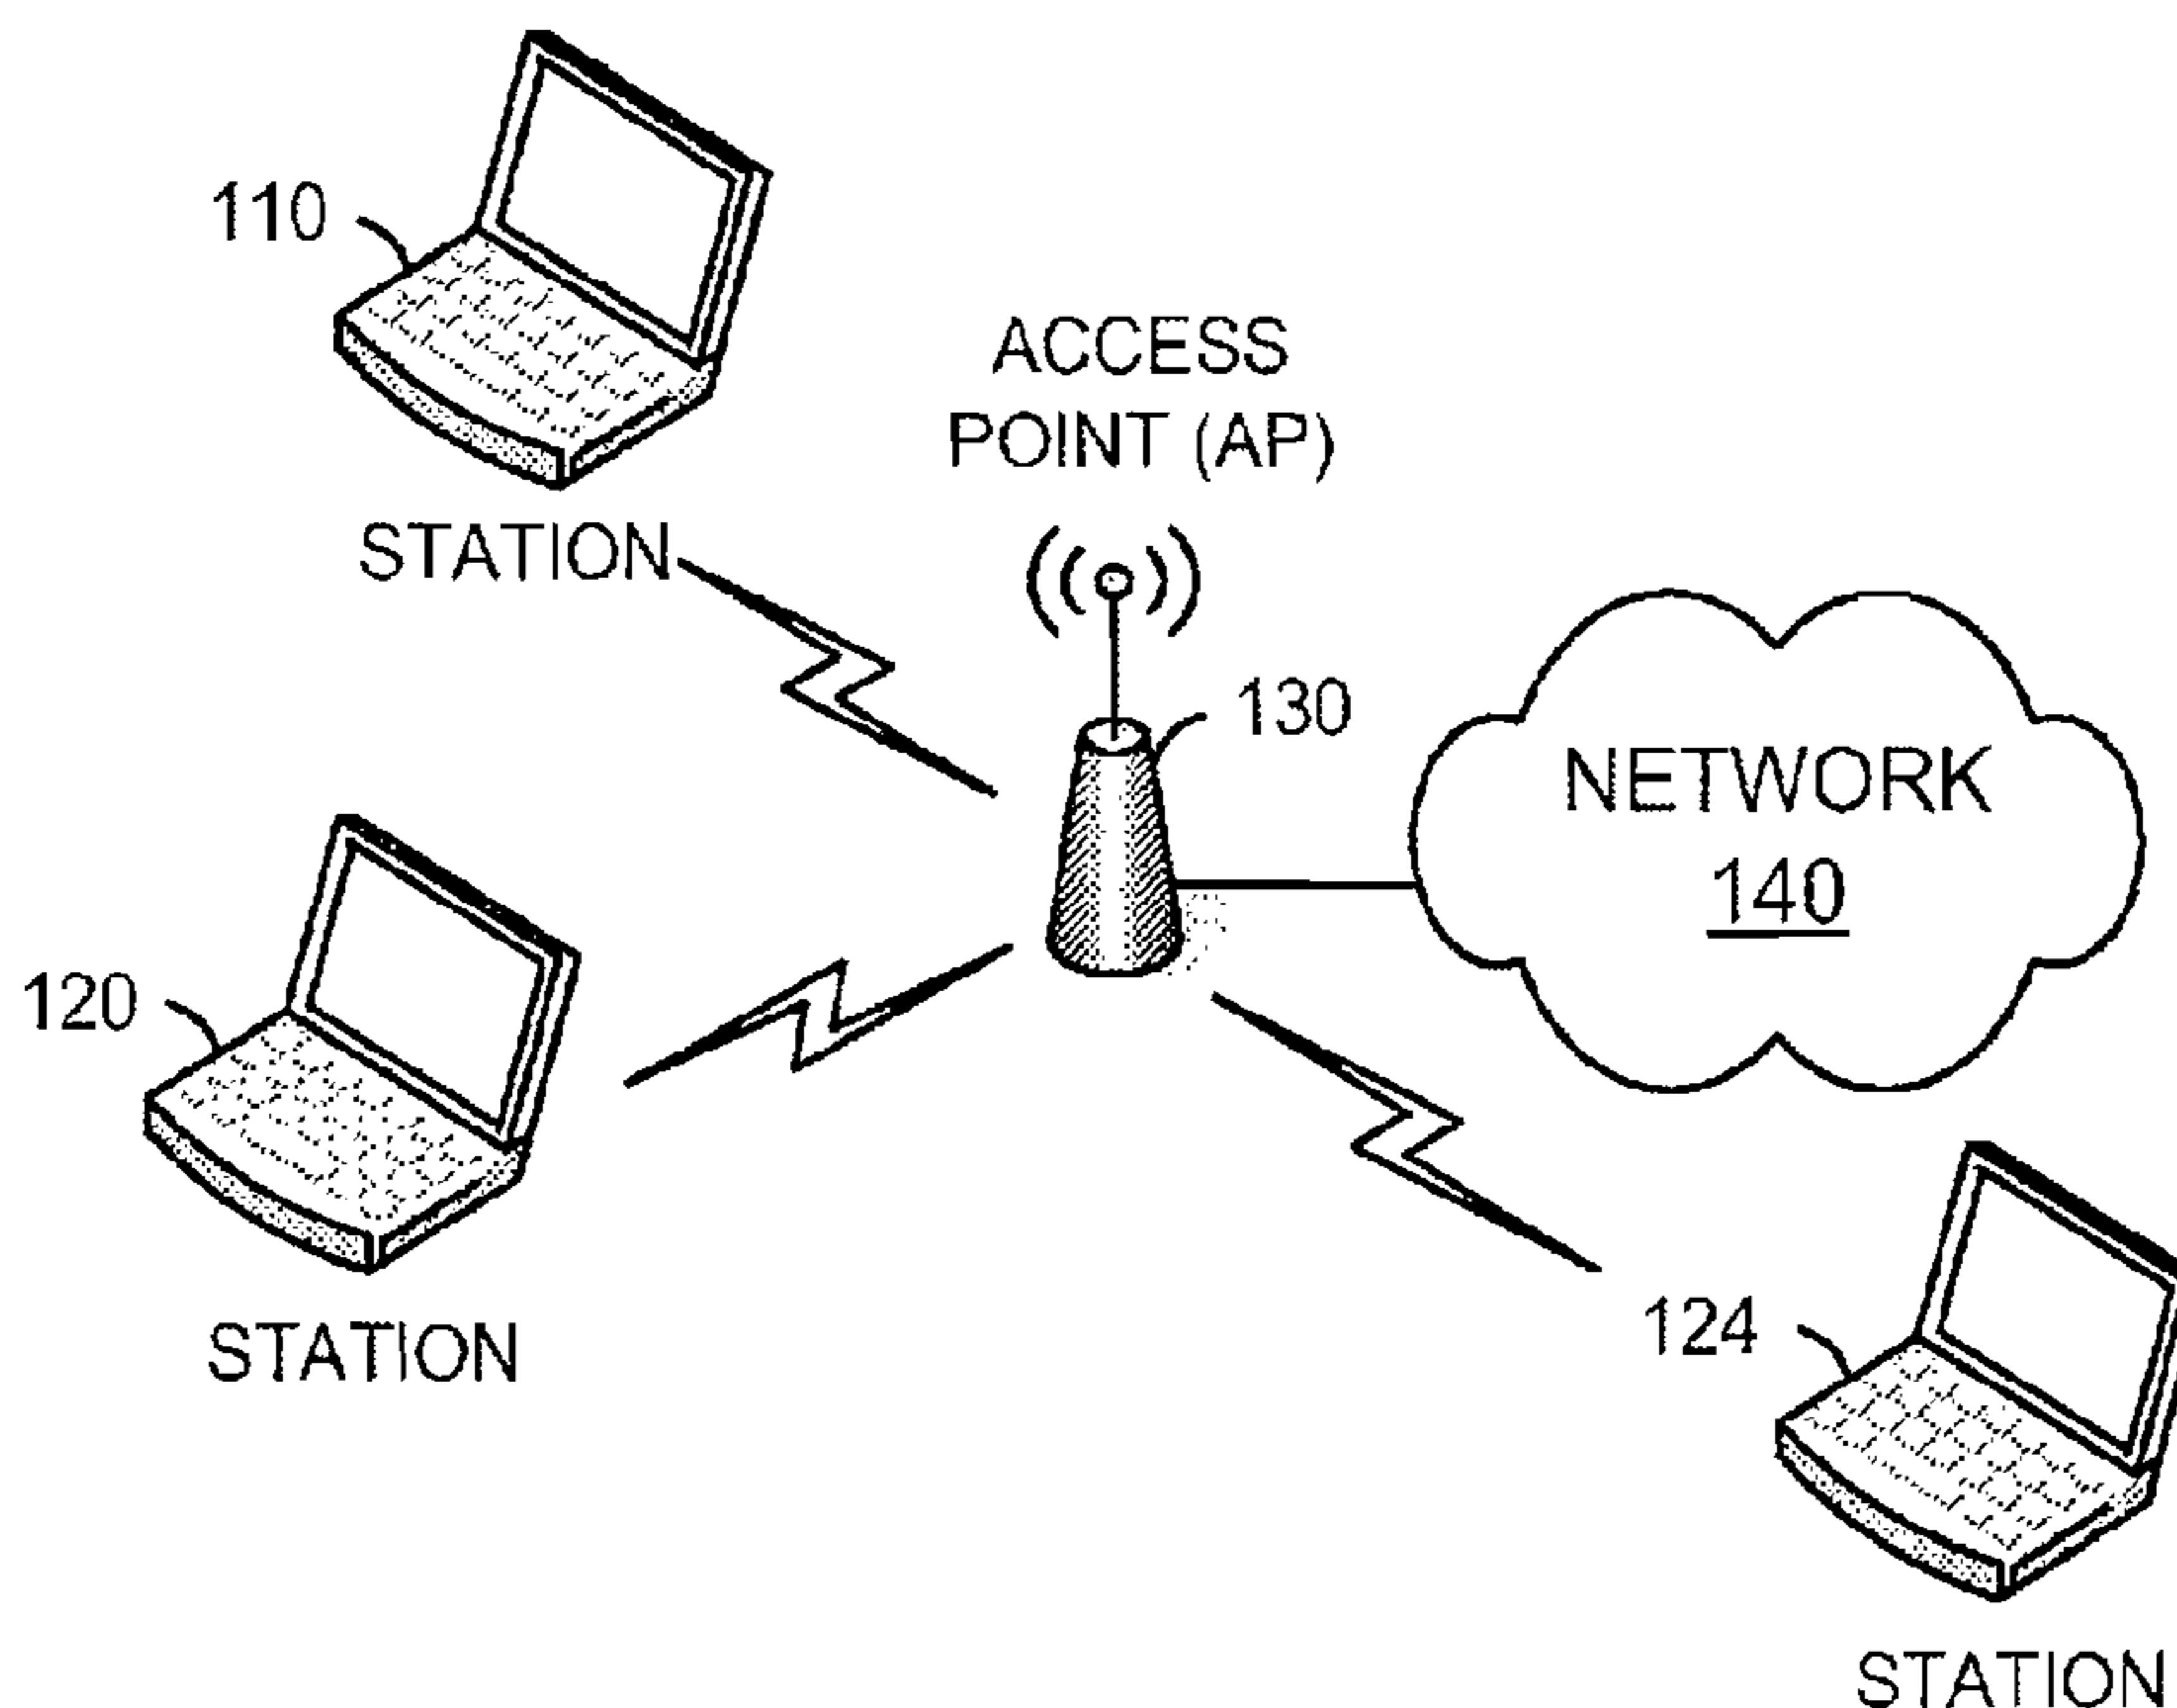 110
ACCESS
POINT (AP)
STATION
130
NETWORK
140
120
STATION
124
STATION